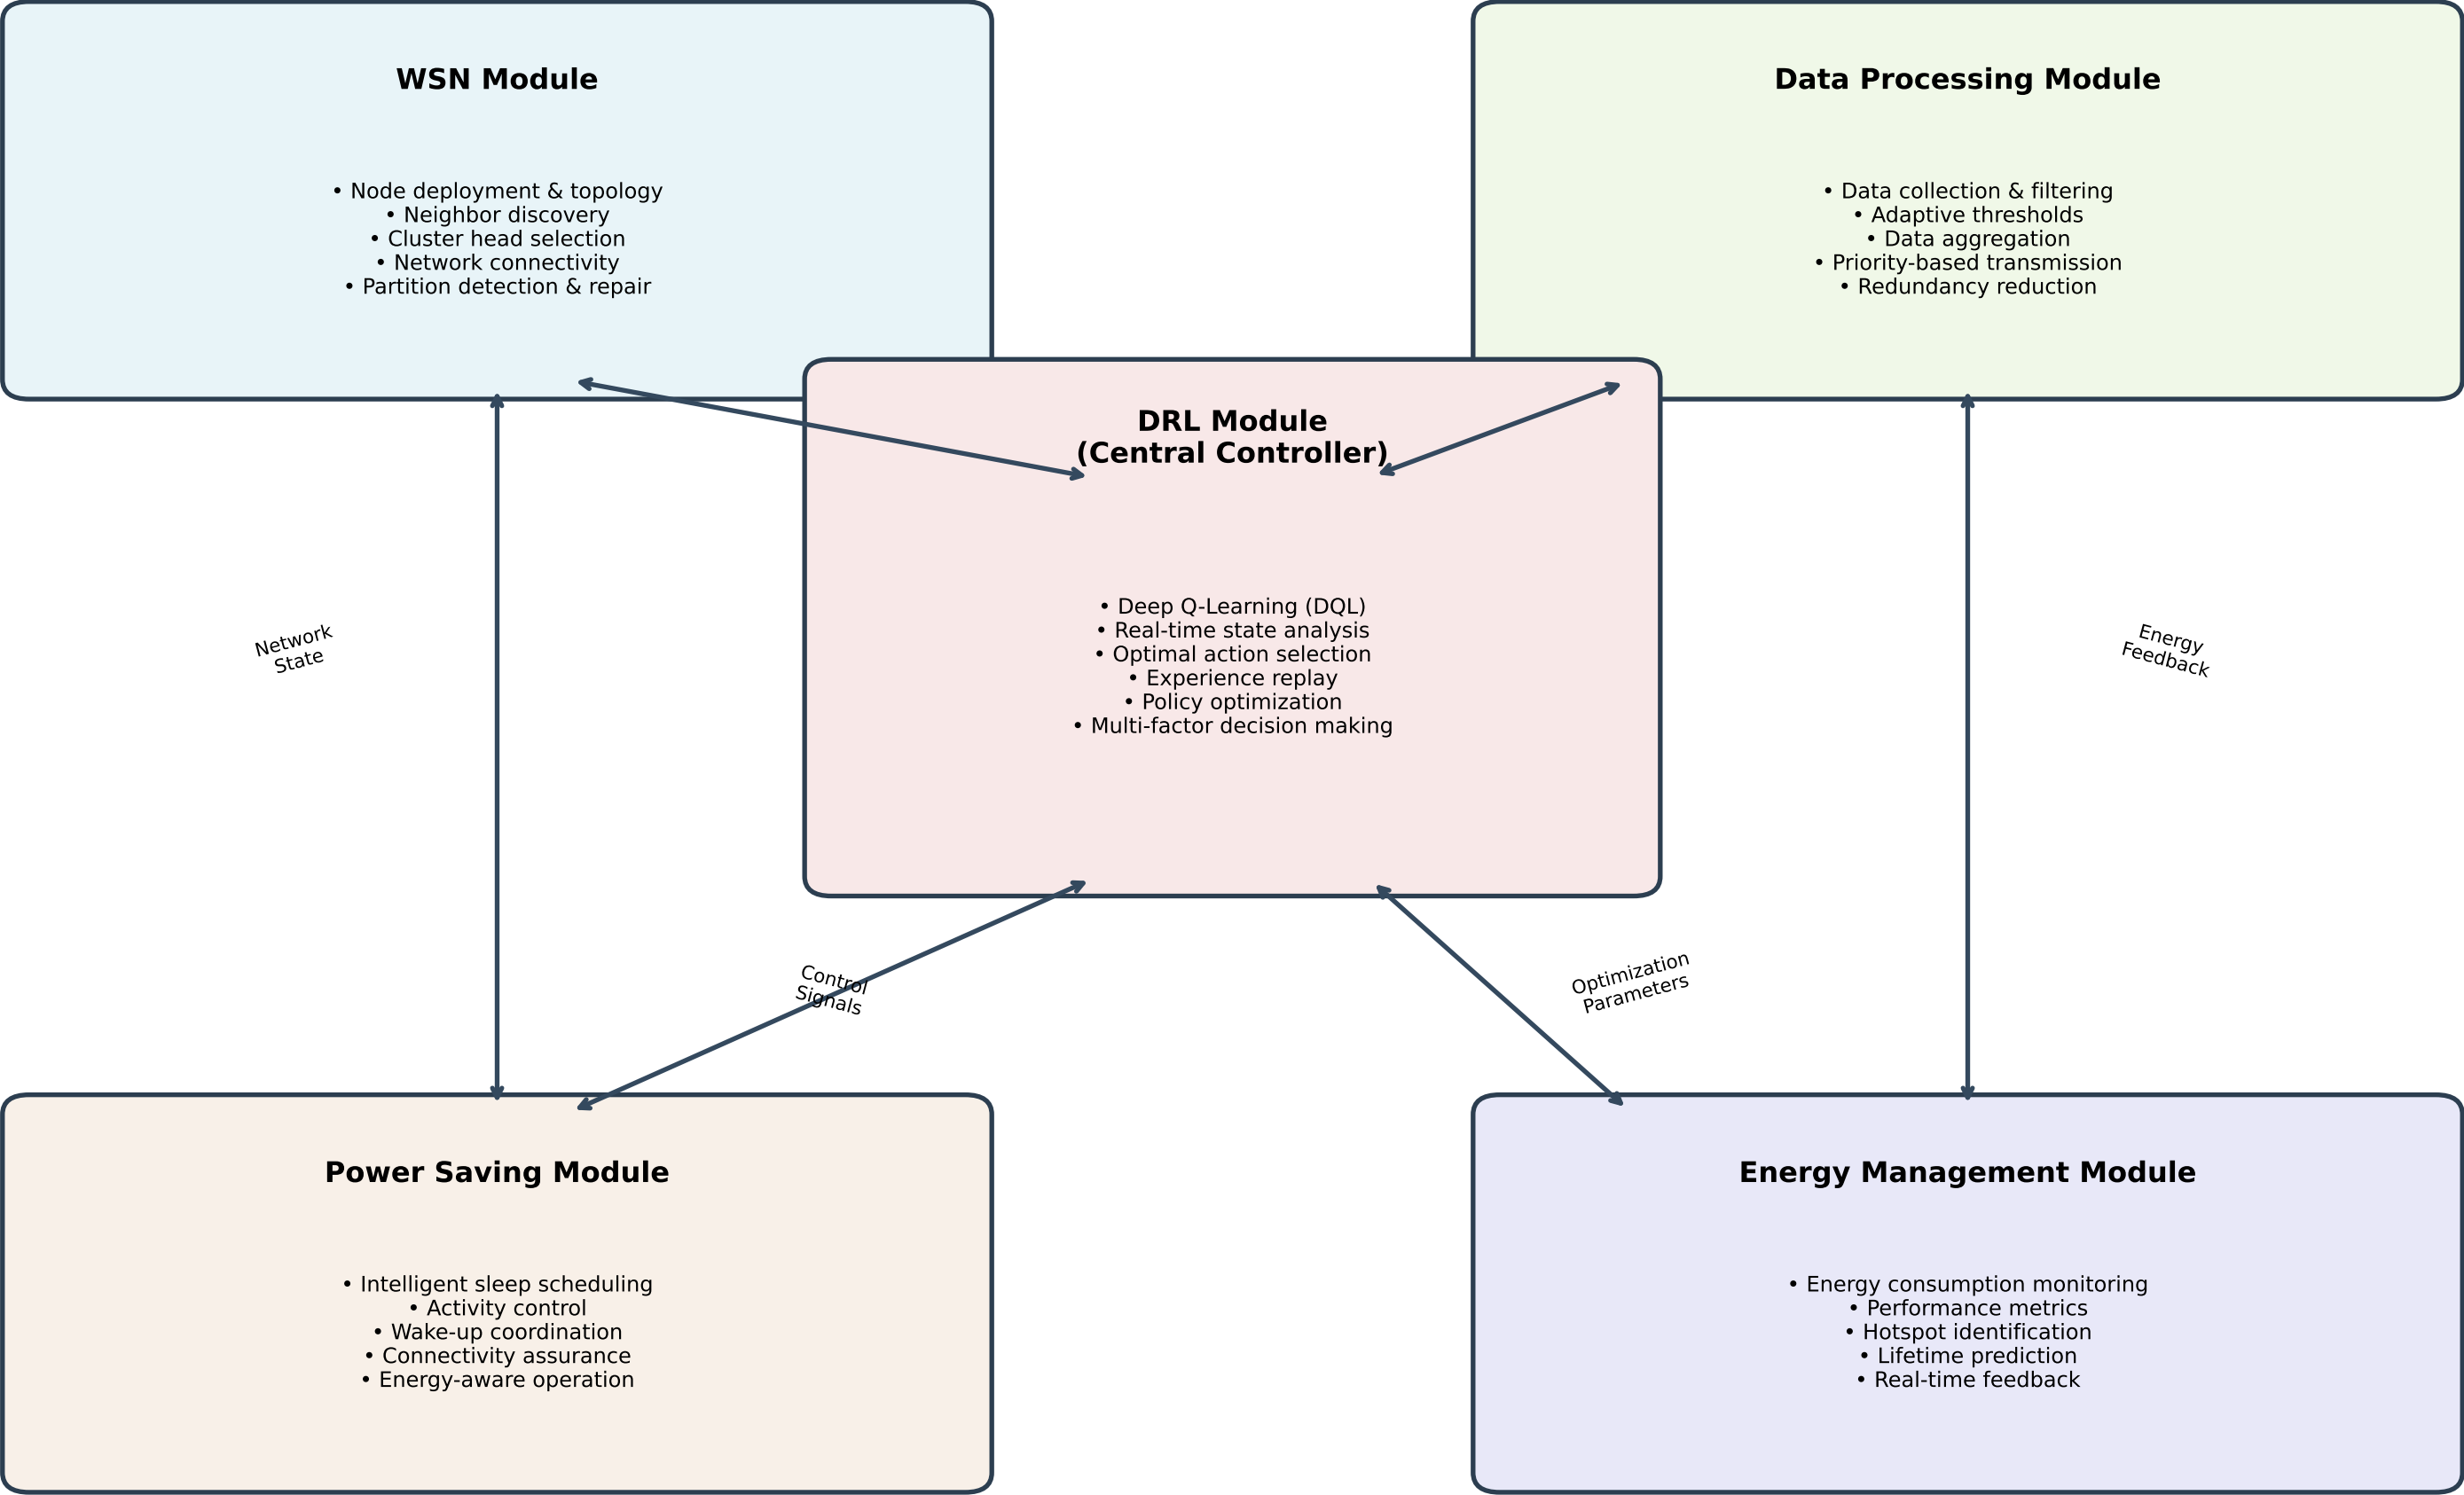 WSN Module
• Node deployment & topology
• Neighbor discovery
• Cluster head selection
• Network connectivity
• Partition detection & repair
Data Processing Module
• Data collection & filtering
• Adaptive thresholds
• Data aggregation
• Priority-based transmission
• Redundancy reduction
DRL Module
(Central Controller)
• Deep Q-Learning (DQL)
• Real-time state analysis
• Optimal action selection
• Experience replay
• Policy optimization
• Multi-factor decision making
Network
State
Energy
Feedback
Control
Signals
Optimization
Parameters
Power Saving Module
• Intelligent sleep scheduling
• Activity control
• Wake-up coordination
• Connectivity assurance
• Energy-aware operation
Energy Management Module
• Energy consumption monitoring
• Performance metrics
• Hotspot identification
• Lifetime prediction
• Real-time feedback